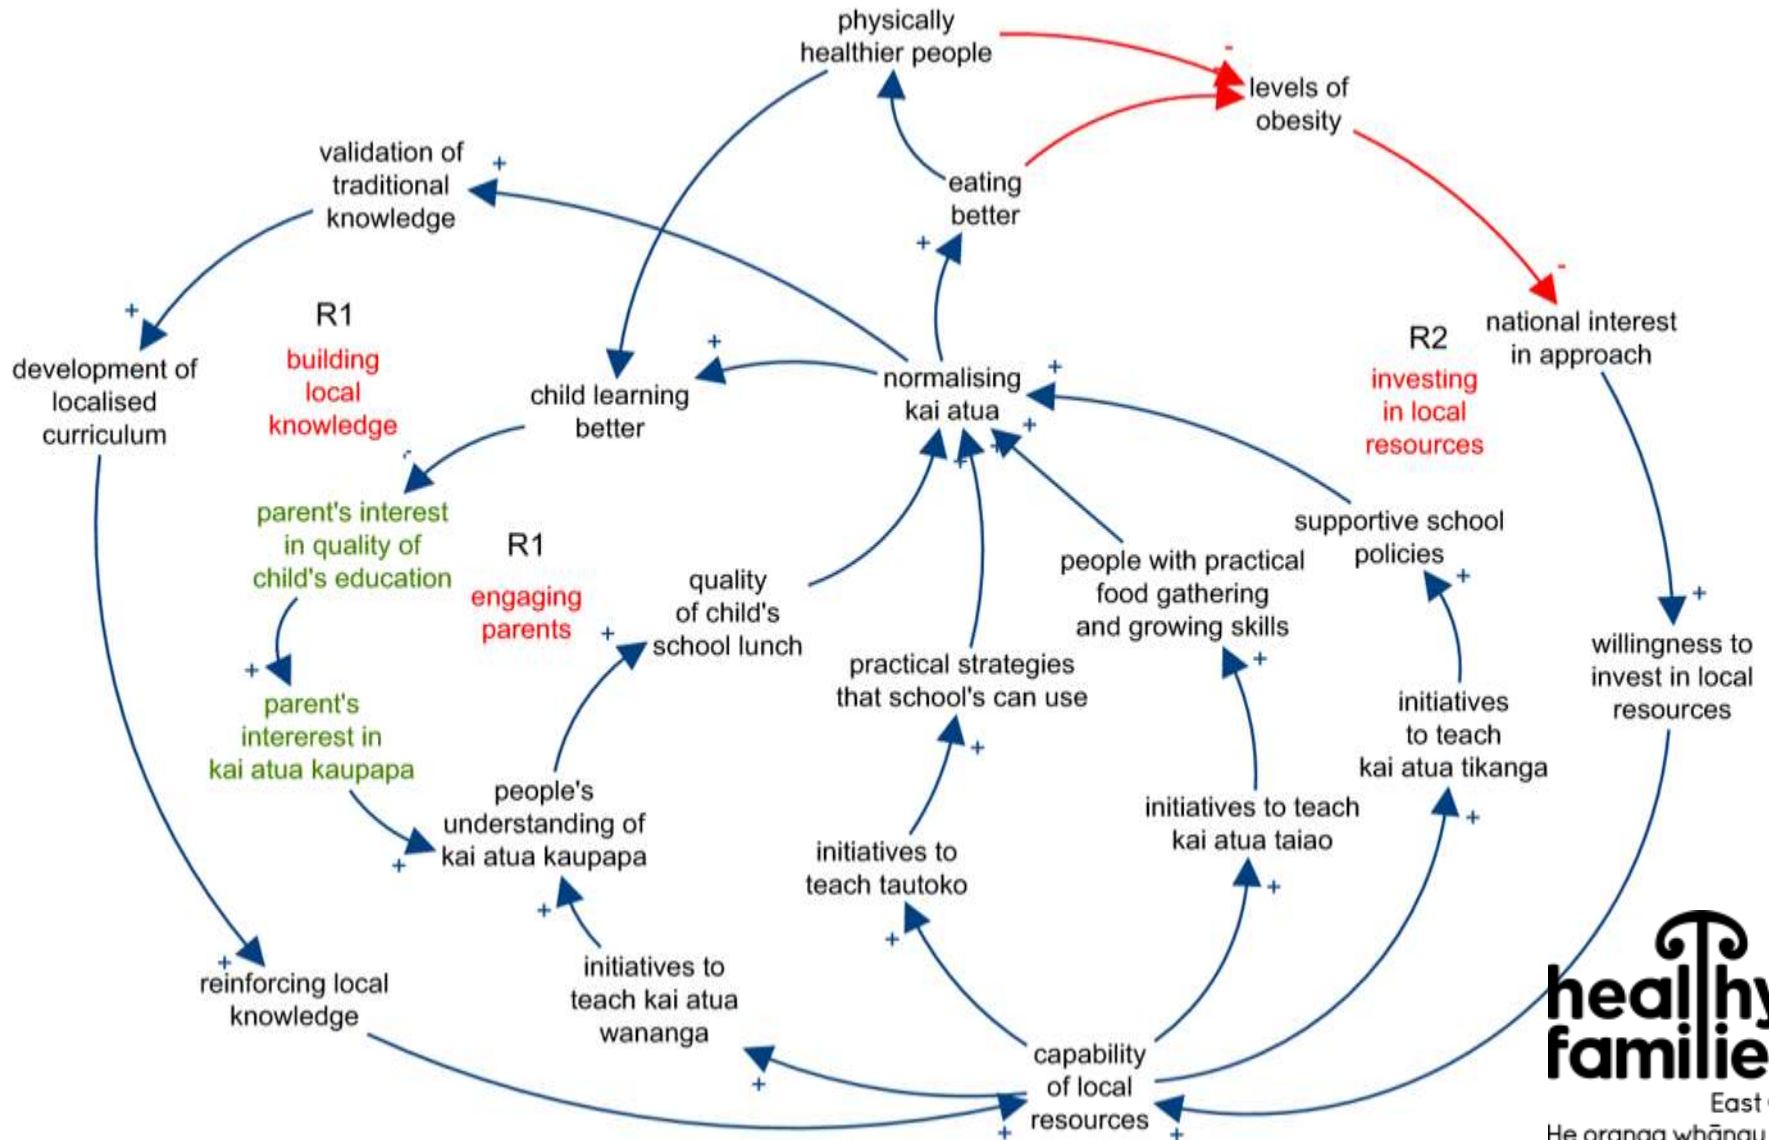 physically
healthier people
levels of
obesity
validation of
traditional
knowledge
eating
better
R1
building
local
knowledge
development of
localised
curriculum
child learning
better
normalising
kai atua
R2
investing
in local
resources
national interest
in approach
parent's interest
in quality of
child's education
R1
engaging
parents
quality
of child's
school lunch
people with practical
food gathering
and growing skills
supportive school
policies
practical strategies
that school's can use
willingness to
invest in local
resources
parent's
intererest in
kai atua kaupapa
initiatives
to teach
kai atua tikanga
people's
understanding of
kai atua kaupapa
initiatives to
teach tautoko
initiatives to teach
kai atua taiao
reinforcing local
knowledge
initiatives to
teach kai atua
wananga
capability
of local
resources
healthy
familie
East
He oranga whānau